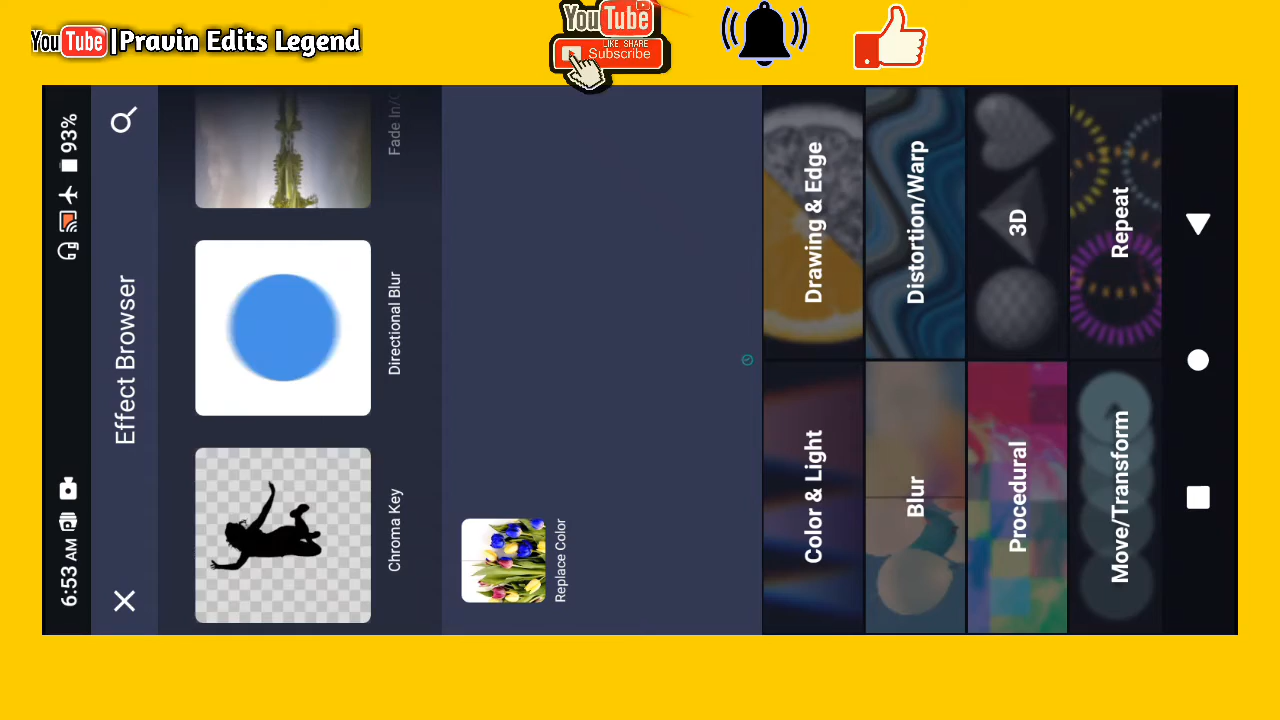 YouTube|Pravin Edits Legend
YouTube
LIKE SHARE
Subscribe
6:53 AM
93%
Effect Browser
Chroma Key
Directional Blur
Fade In/
Replace Color
Color & Light
Drawing & Edge
Blur
Distortion/Warp
Procedural
3D
Move/Transform
Repeat